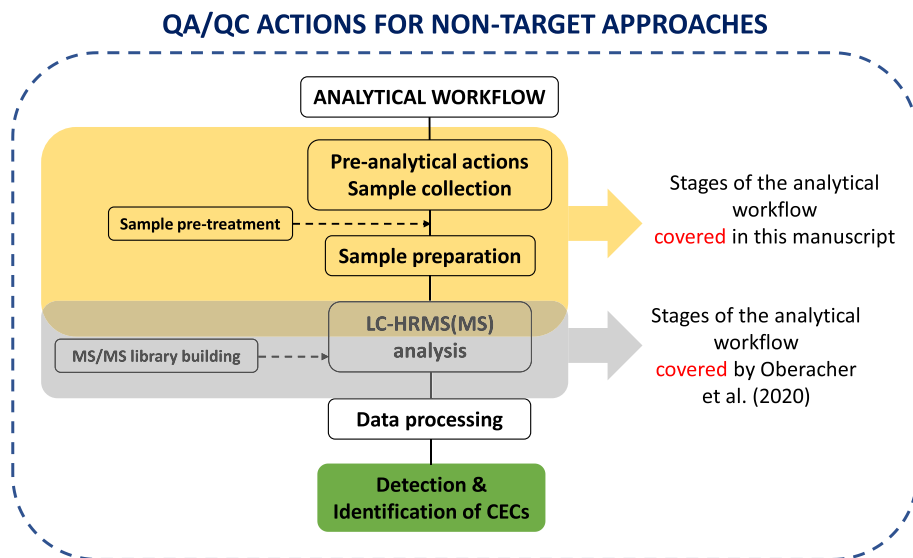 QA/QC ACTIONS FOR NON-TARGET APPROACHES
ANALYTICAL WORKFLOW
Pre-analytical actions
Sample collection
Sample pre-treatment
Sample preparation
Stages of the analytical
workflow
covered in this manuscript
LC-HRMS(MS)
analysis
MS/MS library building
Stages of the analytical
workflow
covered by Oberacher
et al. (2020)
Data processing
Detection &
Identification of CECs